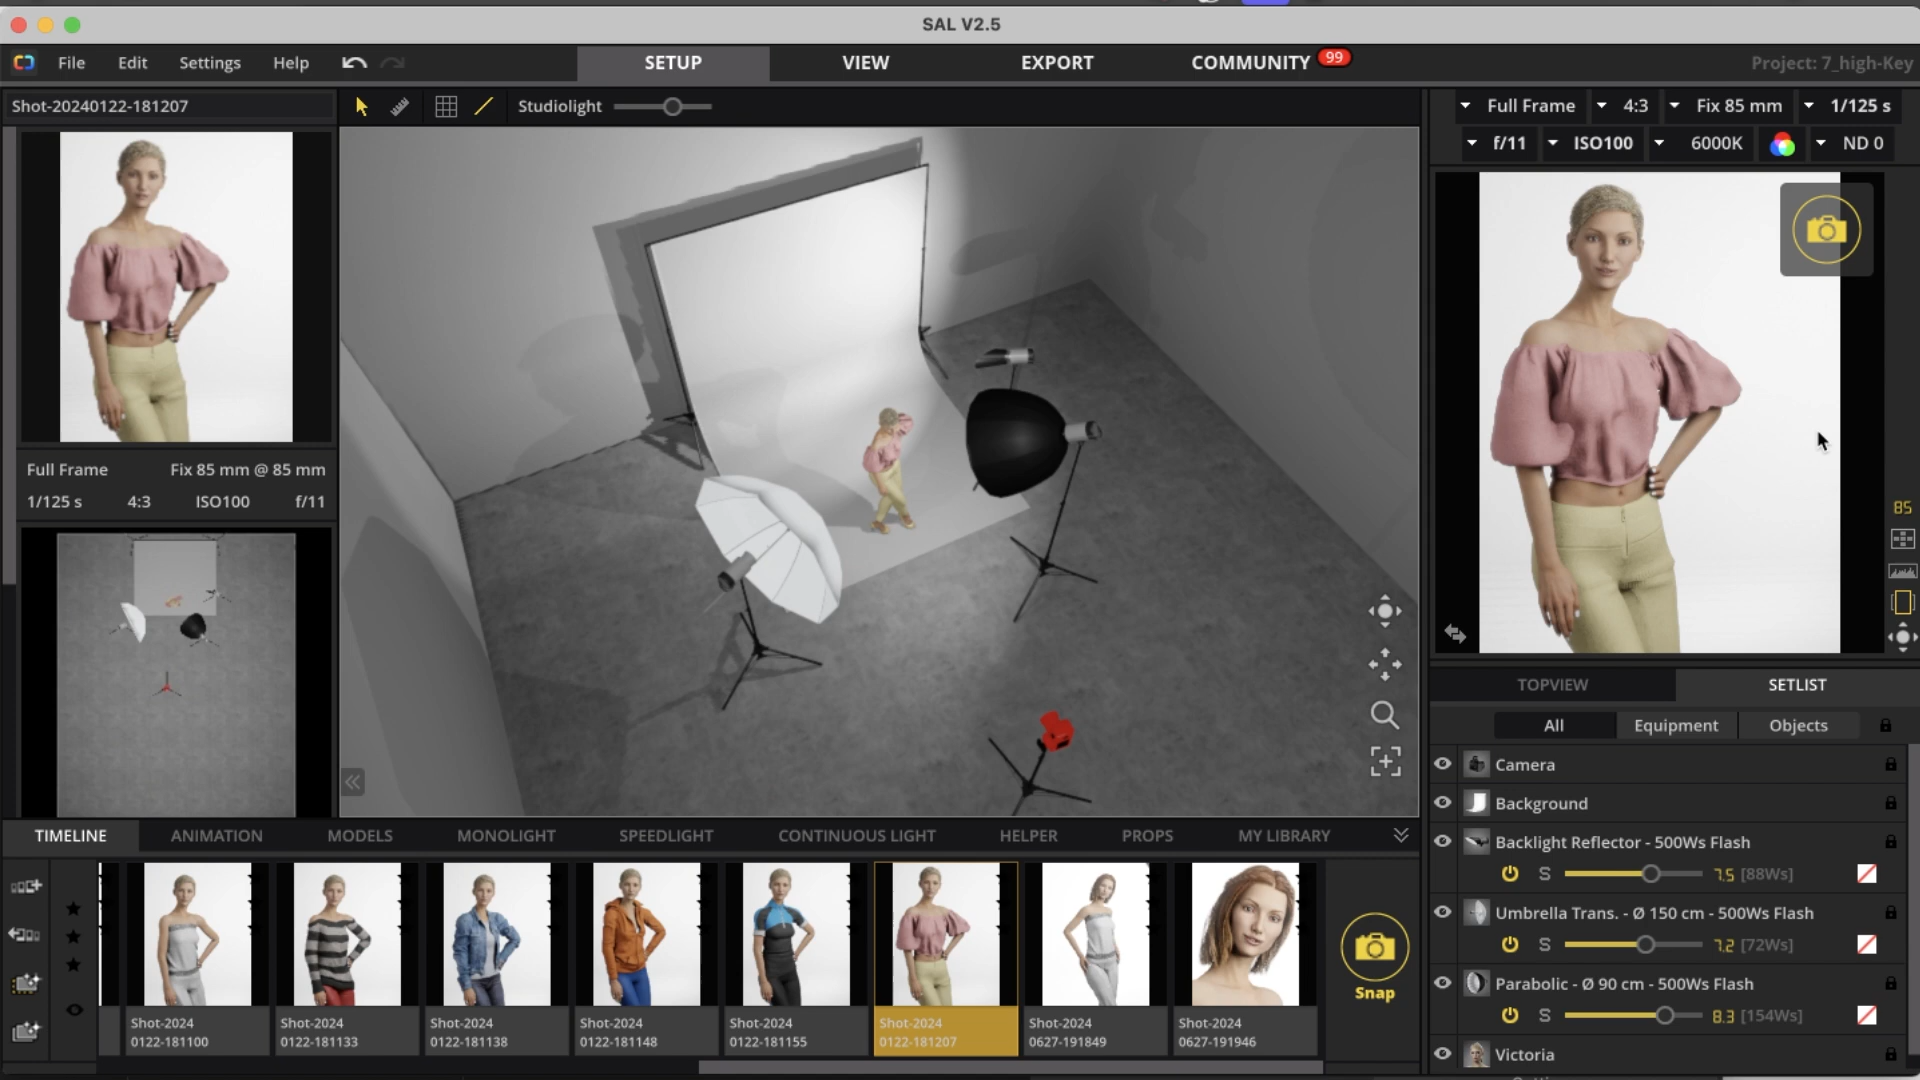 SAL V2.5
File Edit Settings Help SETUP VIEW EXPORT COMMUNITY 99 Project: 7_high-Key
Shot-20240122-181207
Studiolight
Full Frame 4:3 Fix 85 mm 1/125 s
f/11 ISO100 6000K ND 0
Full Frame Fix 85 mm @ 85 mm
1/125 s 4:3 ISO100 f/11
85
TOPVIEW SETLIST
All Equipment Objects
Camera
Background
Backlight Reflector - 500Ws Flash
S 7.5 [88Ws]
Umbrella Trans. - Ø 150 cm - 500Ws Flash
S 7.2 [72Ws]
Parabolic - Ø 90 cm - 500Ws Flash
S 8.3 [154Ws]
Victoria
TIMELINE ANIMATION MODELS MONOLIGHT SPEEDLIGHT CONTINUOUS LIGHT HELPER PROPS MY LIBRARY
Shot-2024
0122-181100
Shot-2024
0122-181133
Shot-2024
0122-181138
Shot-2024
0122-181148
Shot-2024
0122-181155
Shot-2024
0122-181207
Shot-2024
0627-191849
Shot-2024
0627-191946
Snap